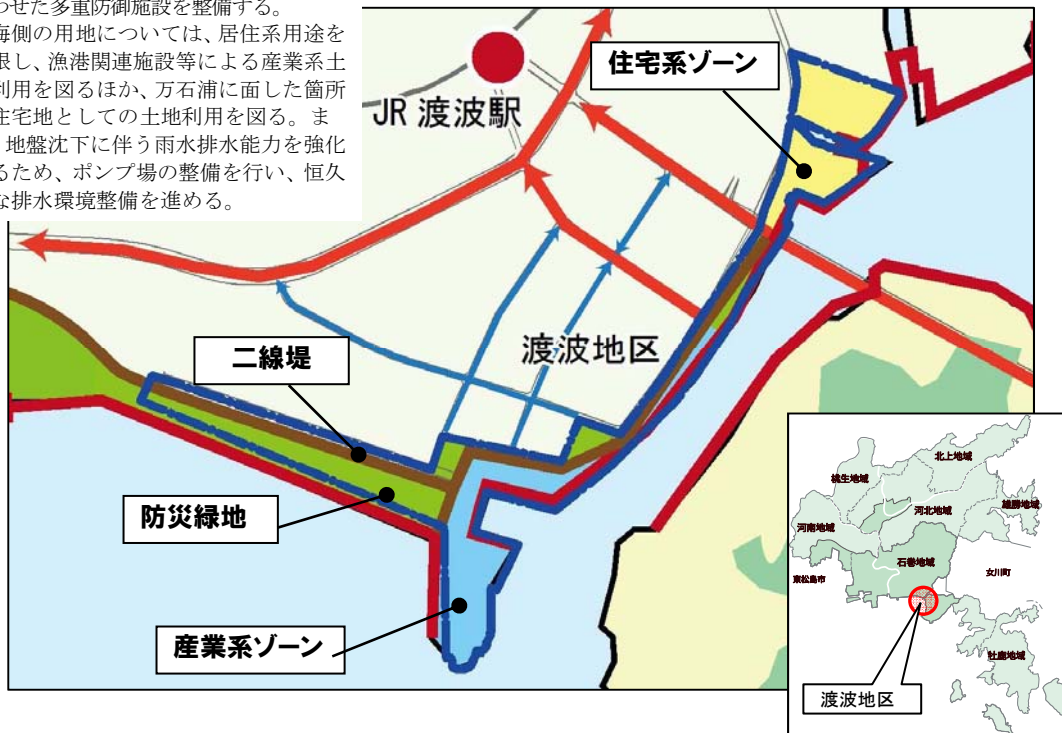 わせた多重防御施設を整備する。
海側の用地については、居住系用途を
限し、漁港関連施設等による産業系土
利用を図るほか、万石浦に面した箇所
住宅地としての土地利用を図る。ま
地盤沈下に伴う雨水排水能力を強化
るため、ポンプ場の整備を行い、恒久
な排水環境整備を進める。
住宅系ゾーン
JR 渡波駅
渡波地区
二線堤
防災緑地
産業系ゾーン
北上地域
桃生地域
雄勝地域
河北地域
河南地域
石巻地域
女川町
東松島市
牡鹿地域
渡波地区